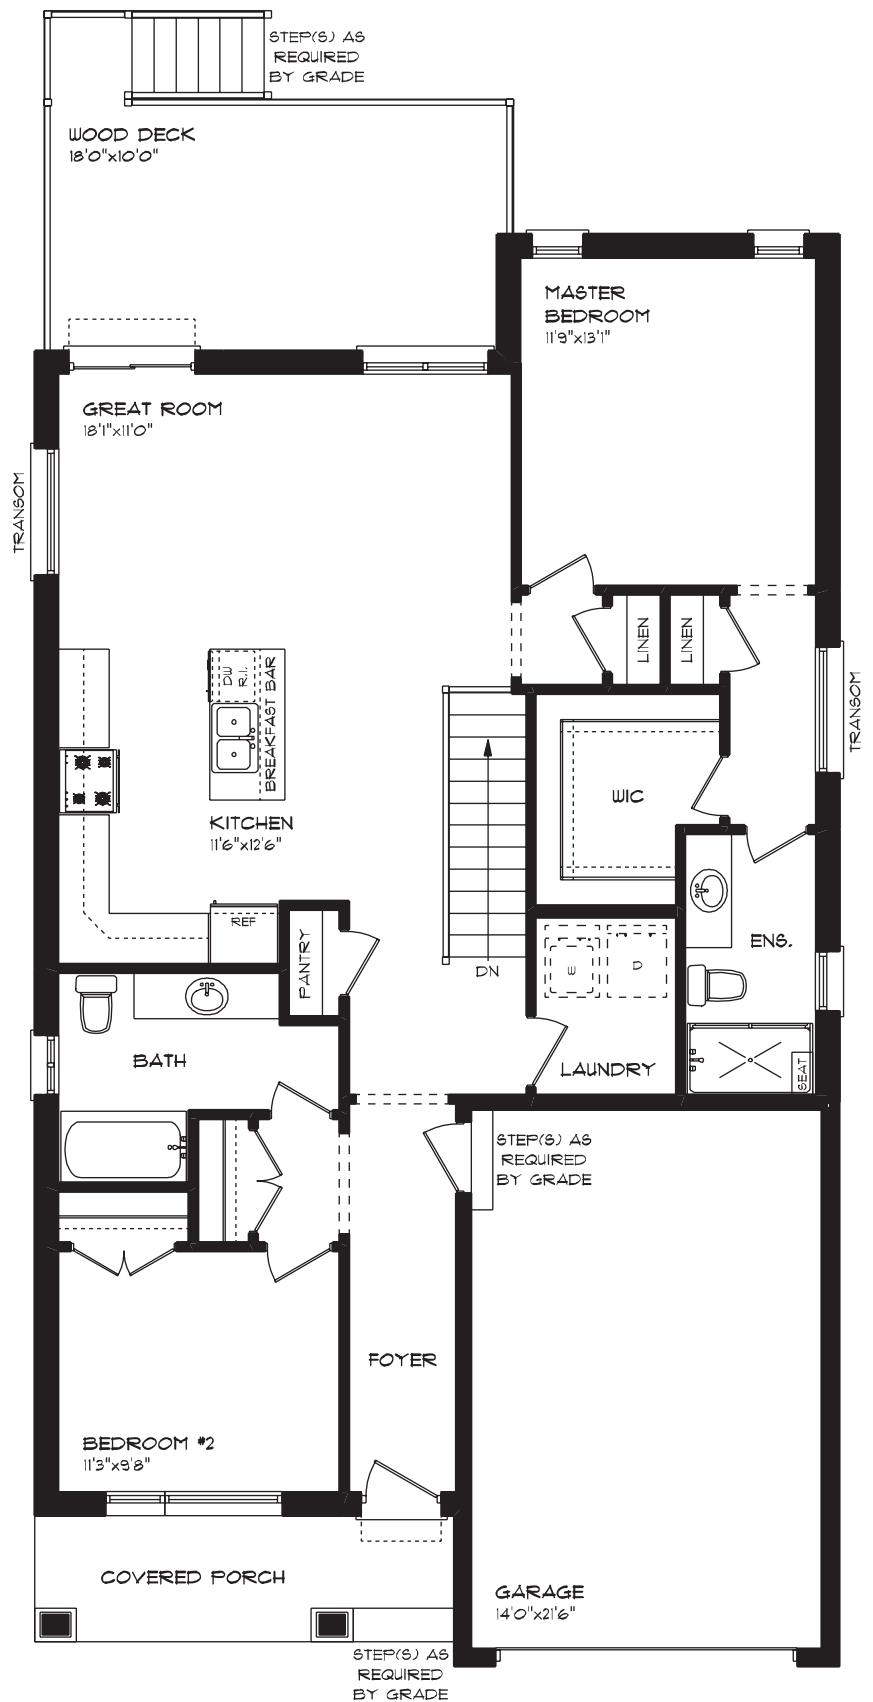 STEP(S) AS
REQUIRED
BY GRADE
WOOD DECK
18'0"x10'0"
MASTER
BEDROOM
11'9"x13'1"
GREAT ROOM
18'1"x11'0"
TRANSOM
LINEN
LINEN
DW
R.I.
BREAKFAST BAR
TRANSOM
WIC
KITCHEN
11'6"x12'6"
REF
PANTRY
ENS.
DN
W
D
BATH
LAUNDRY
SEAT
STEP(S) AS
REQUIRED
BY GRADE
FOYER
BEDROOM #2
11'3"x9'8"
COVERED PORCH
GARAGE
14'0"x21'6"
STEP(S) AS
REQUIRED
BY GRADE